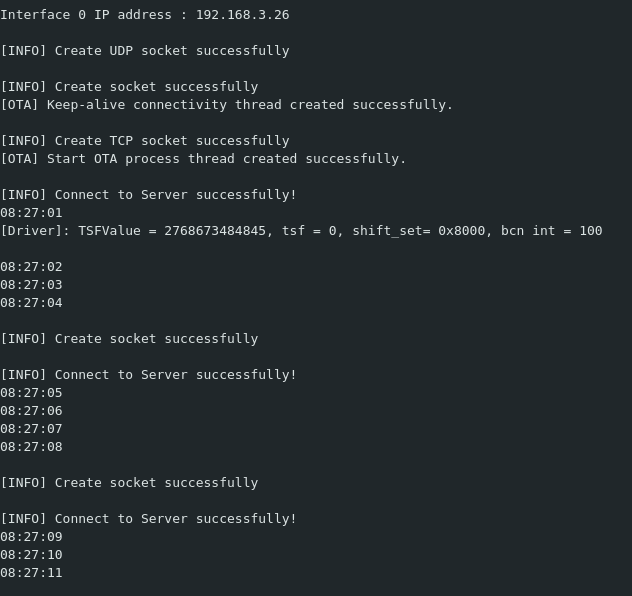 Interface 0 IP address : 192.168.3.26
[INFO] Create UDP socket successfully
[INFO] Create socket successfully
[OTA] Keep-alive connectivity thread created successfully.
[INFO] Create TCP socket successfully
[OTA] Start OTA process thread created successfully.
[INFO] Connect to Server successfully!
08:27:01
[Driver]: TSFValue = 2768673484845, tsf = 0, shift_set= 0x8000, bcn int = 100
08:27:02
08:27:03
08:27:04
[INFO] Create socket successfully
[INFO] Connect to Server successfully!
08:27:05
08:27:06
08:27:07
08:27:08
[INFO] Create socket successfully
[INFO] Connect to Server successfully!
08:27:09
08:27:10
08:27:11